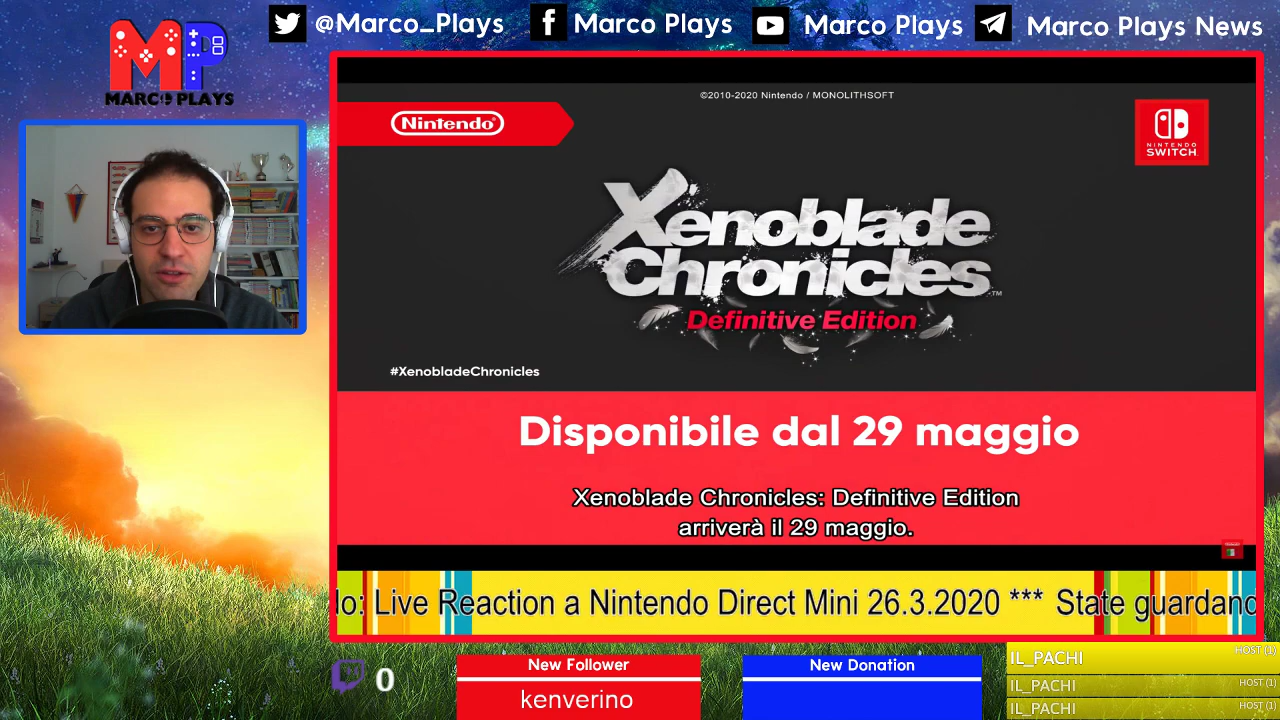 @Marco_Plays
Marco Plays
Marco Plays
Marco Plays News
MP
MARCO PLAYS
©2010-2020 Nintendo / MONOLITHSOFT
Nintendo
NINTENDO
SWITCH
Xenoblade
Chronicles™
Definitive Edition
#XenobladeChronicles
Disponibile dal 29 maggio
Xenoblade Chronicles: Definitive Edition
arriverà il 29 maggio.
do: Live Reaction a Nintendo Direct Mini 26.3.2020 *** State guardand
0
New Follower
kenverino
New Donation
IL_PACHI HOST (1)
IL_PACHI HOST (1)
IL_PACHI HOST (1)